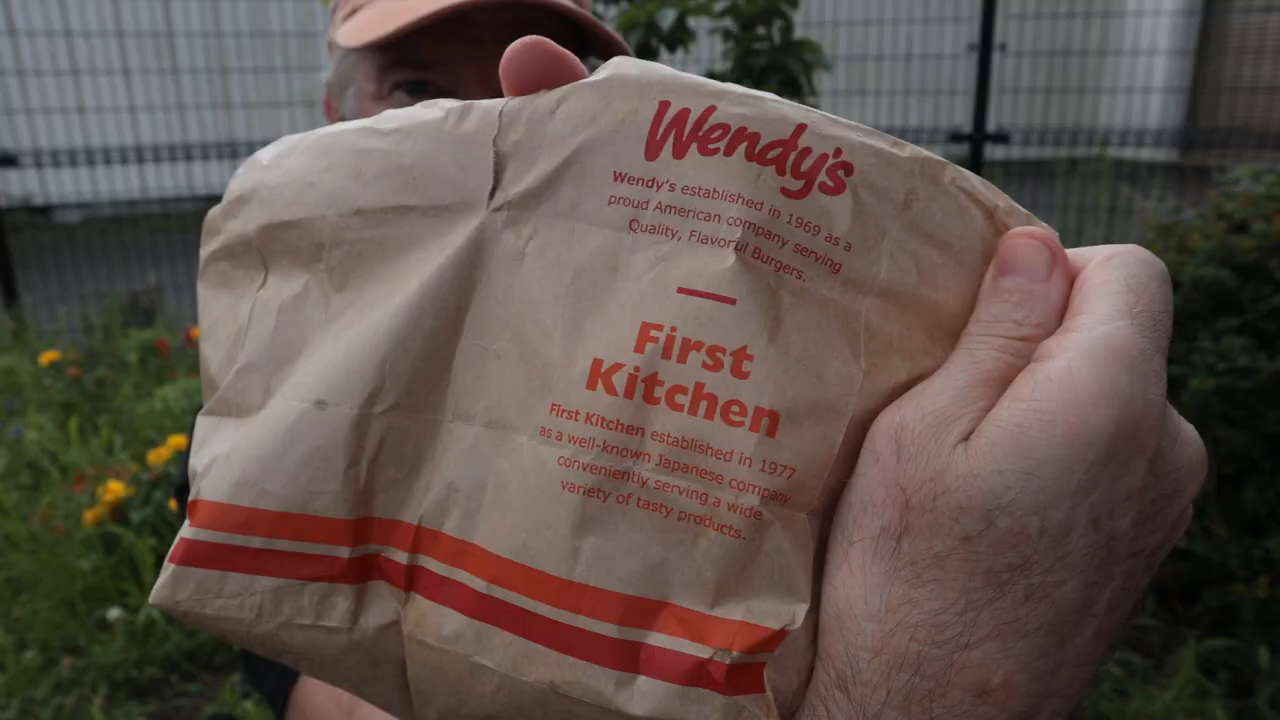 Wendy's
Wendy's established in 1969 as a
proud American company serving
Quality, Flavorful Burgers.
First
Kitchen
First Kitchen established in 1977
as a well-known Japanese company
conveniently serving a wide
variety of tasty products.